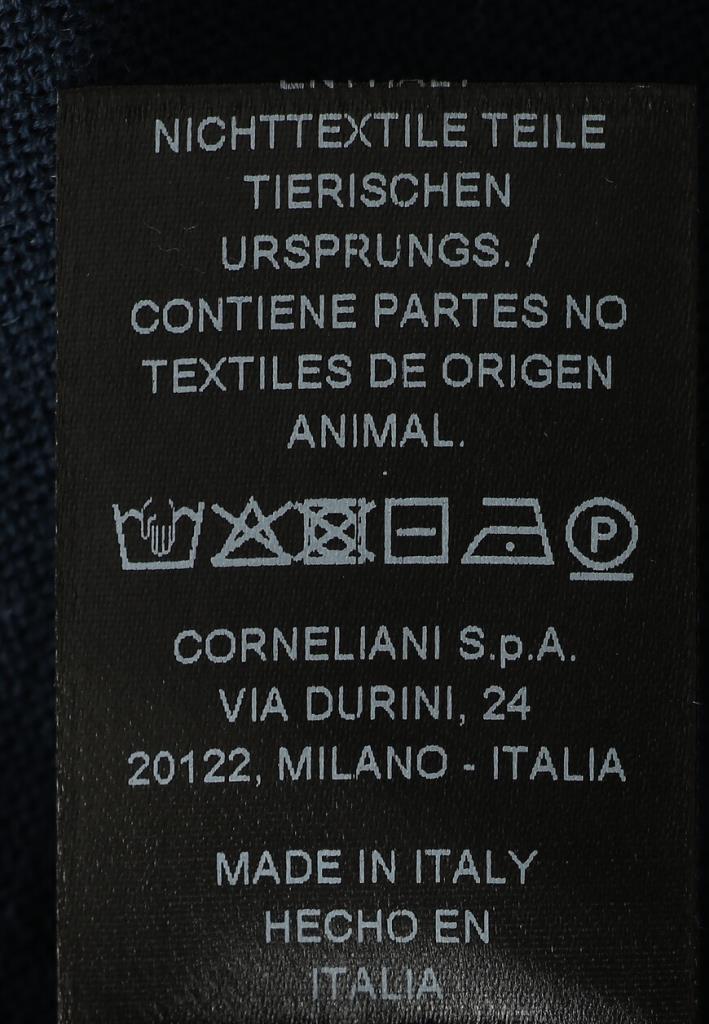 NICHTTEXTILE TEILE
TIERISCHEN
URSPRUNGS. /
CONTIENE PARTES NO
TEXTILES DE ORIGEN
ANIMAL.
P
CORNELIANI S.p.A.
VIA DURINI, 24
20122, MILANO - ITALIA
MADE IN ITALY
HECHO EN
ITALIA